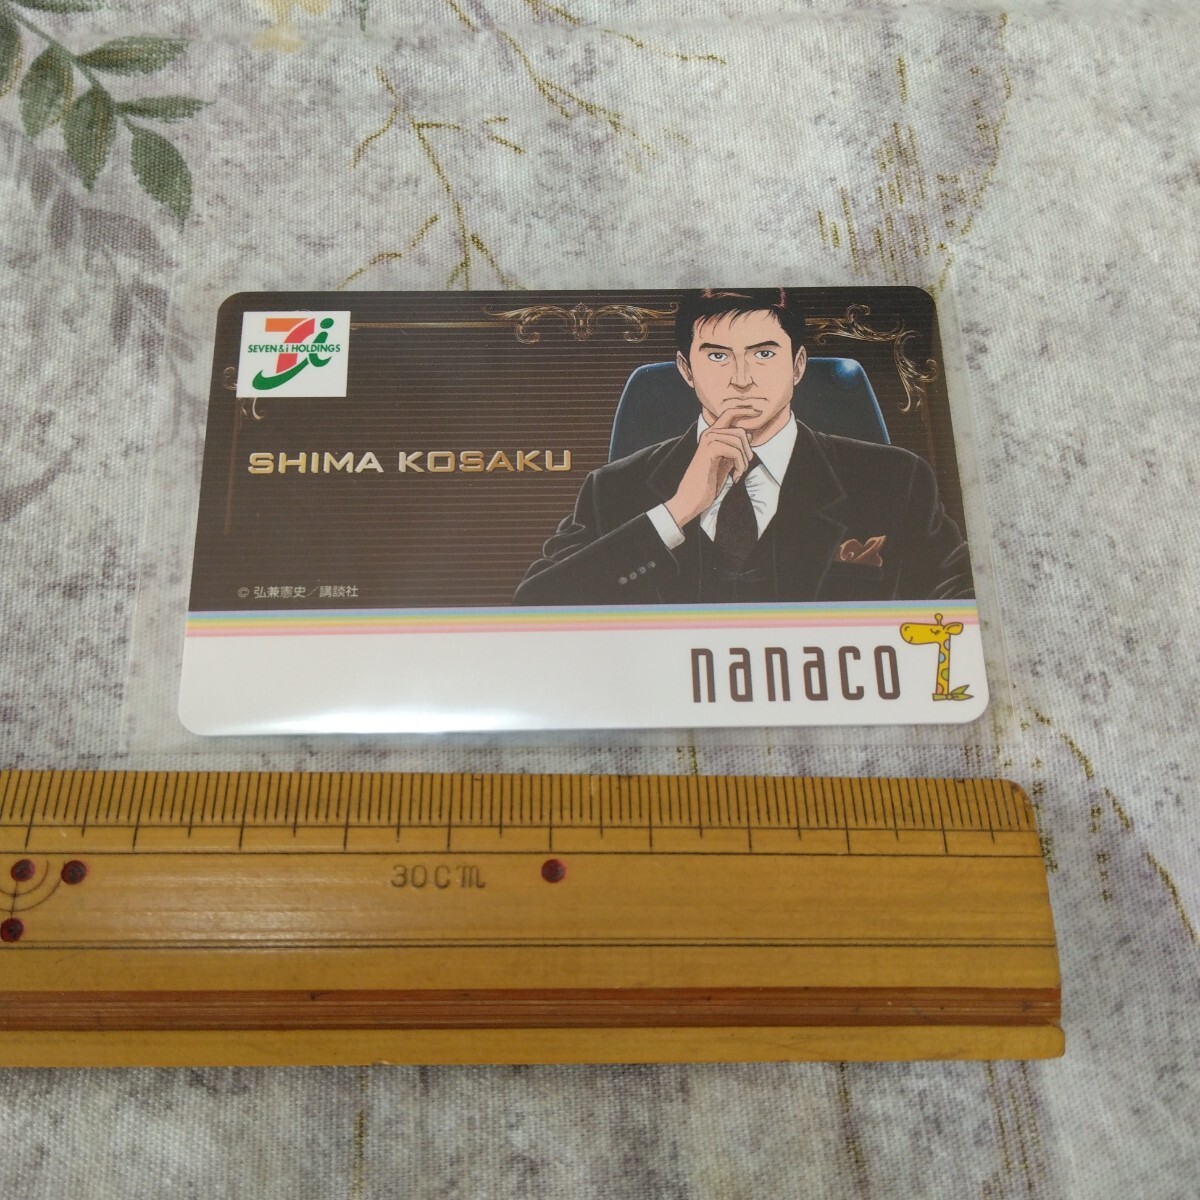 SEVEN & i HOLDINGS
SHIMA KOSAKU
© 弘兼憲史/講談社
nanaco
30cm